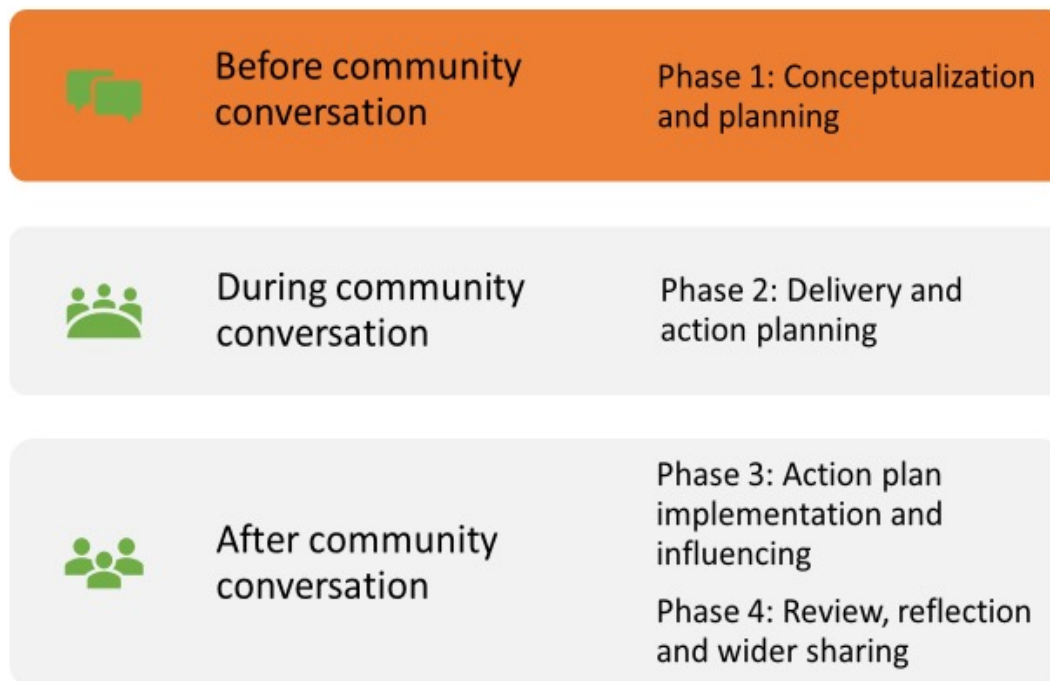 Before community
conversation
Phase 1: Conceptualization
and planning
During community
conversation
Phase 2: Delivery and
action planning
After community
conversation
Phase 3: Action plan
implementation and
influencing
Phase 4: Review, reflection
and wider sharing